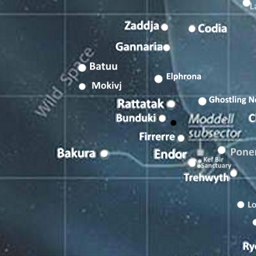 Zaddja
Codia
Gannaria
Batuu
Elphrona
Mokivj
Wild Space
Rattatak
Ghostling Ne
Bunduki
Moddell
subsector
Firrerre
Bakura
Endor
Kef Bir
Sanctuary
Poner
Trehwyth
Lo
Ry